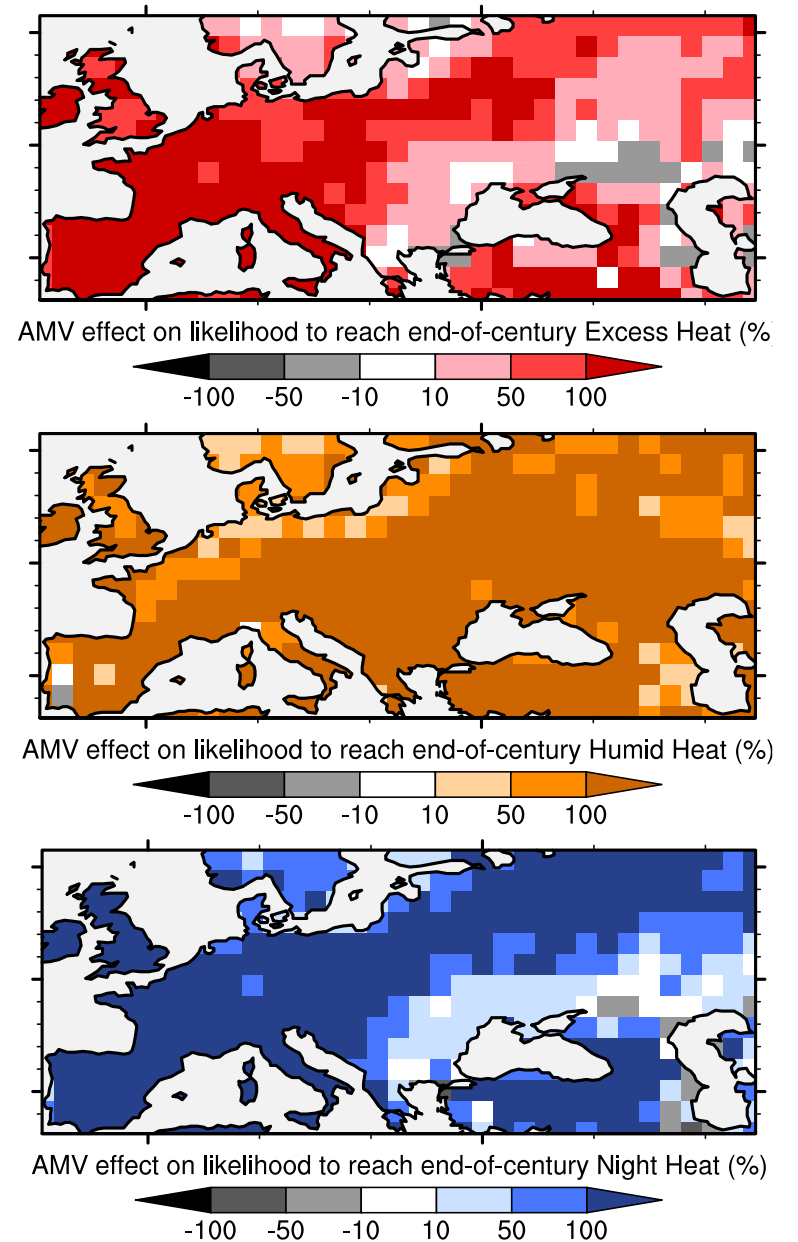 AMV effect on likelihood to reach end-of-century Excess Heat (%
-100 -50 -10 10 50 100
AMV effect on likelihood to reach end-of-century Humid Heat (%)
-100 -50 -10 10 50 100
AMV effect on likelihood to reach end-of-century Night Heat (%)
-100 -50 -10 10 50 100